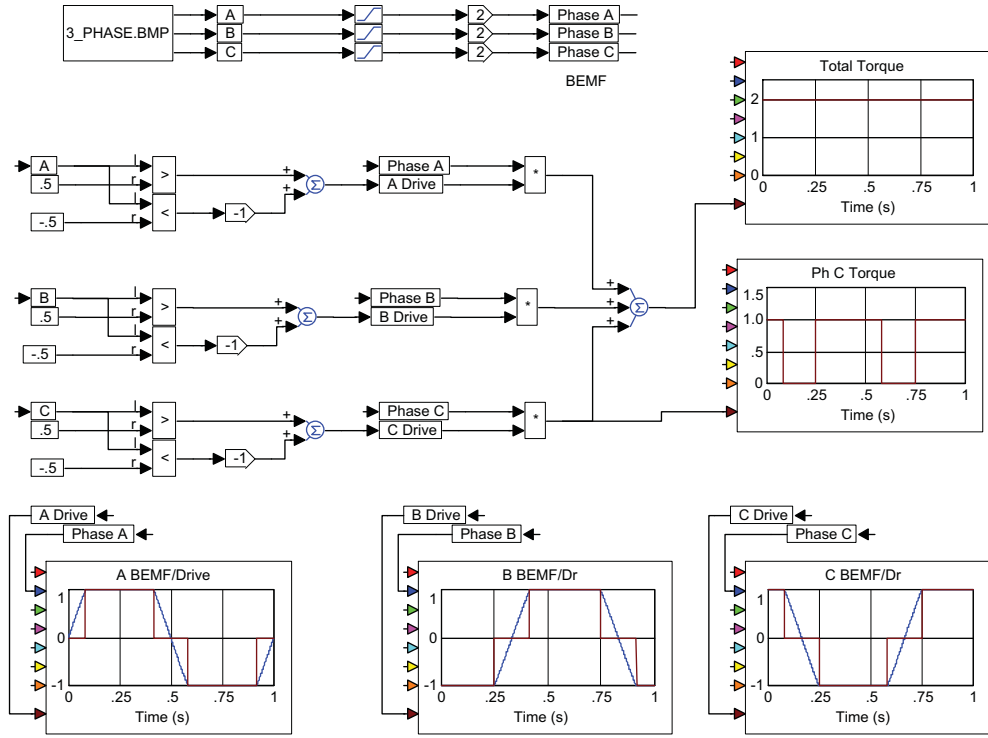 3_PHASE.BMP
A
B
C
2
2
2
Phase A
Phase B
Phase C
BEMF
Total Torque
2
1
0
0 .25 .5 .75 1
Time (s)
A
.5
-.5
l
r
l
r
>
<
-1
+
+
Σ
Phase A
A Drive
*
B
.5
-.5
l
r
l
r
>
<
-1
+
+
Σ
Phase B
B Drive
*
+
+
+
Σ
Ph C Torque
1.5
1.0
.5
0
0 .25 .5 .75 1
Time (s)
C
.5
-.5
l
r
l
r
>
<
-1
+
+
Σ
Phase C
C Drive
*
A Drive
Phase A
A BEMF/Drive
1
0
-1
0 .25 .5 .75 1
Time (s)
B Drive
Phase B
B BEMF/Dr
1
0
-1
0 .25 .5 .75 1
Time (s)
C Drive
Phase C
C BEMF/Dr
1
0
-1
0 .25 .5 .75 1
Time (s)